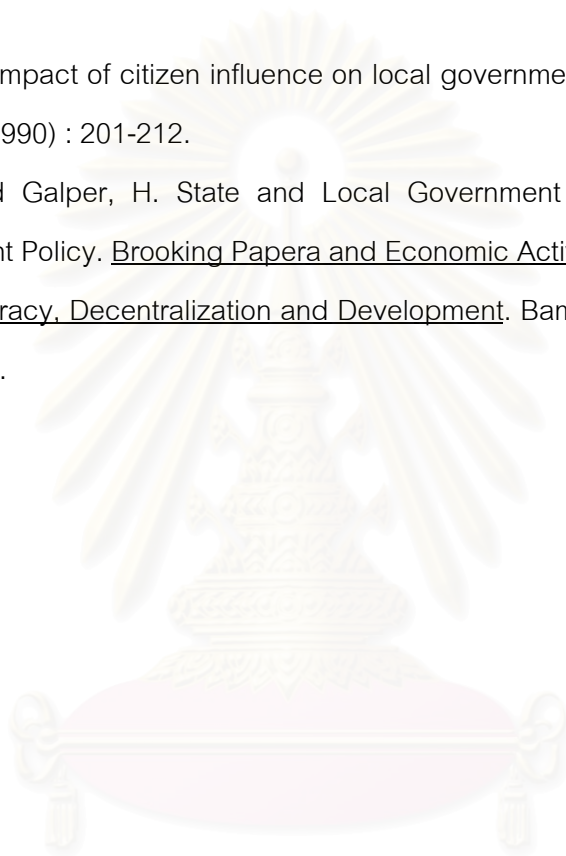 mpact of citizen influence on local governme
990) : 201-212.
d Galper, H. State and Local Government
nt Policy. Brooking Papera and Economic Acti
racy, Decentralization and Development. Ban
.